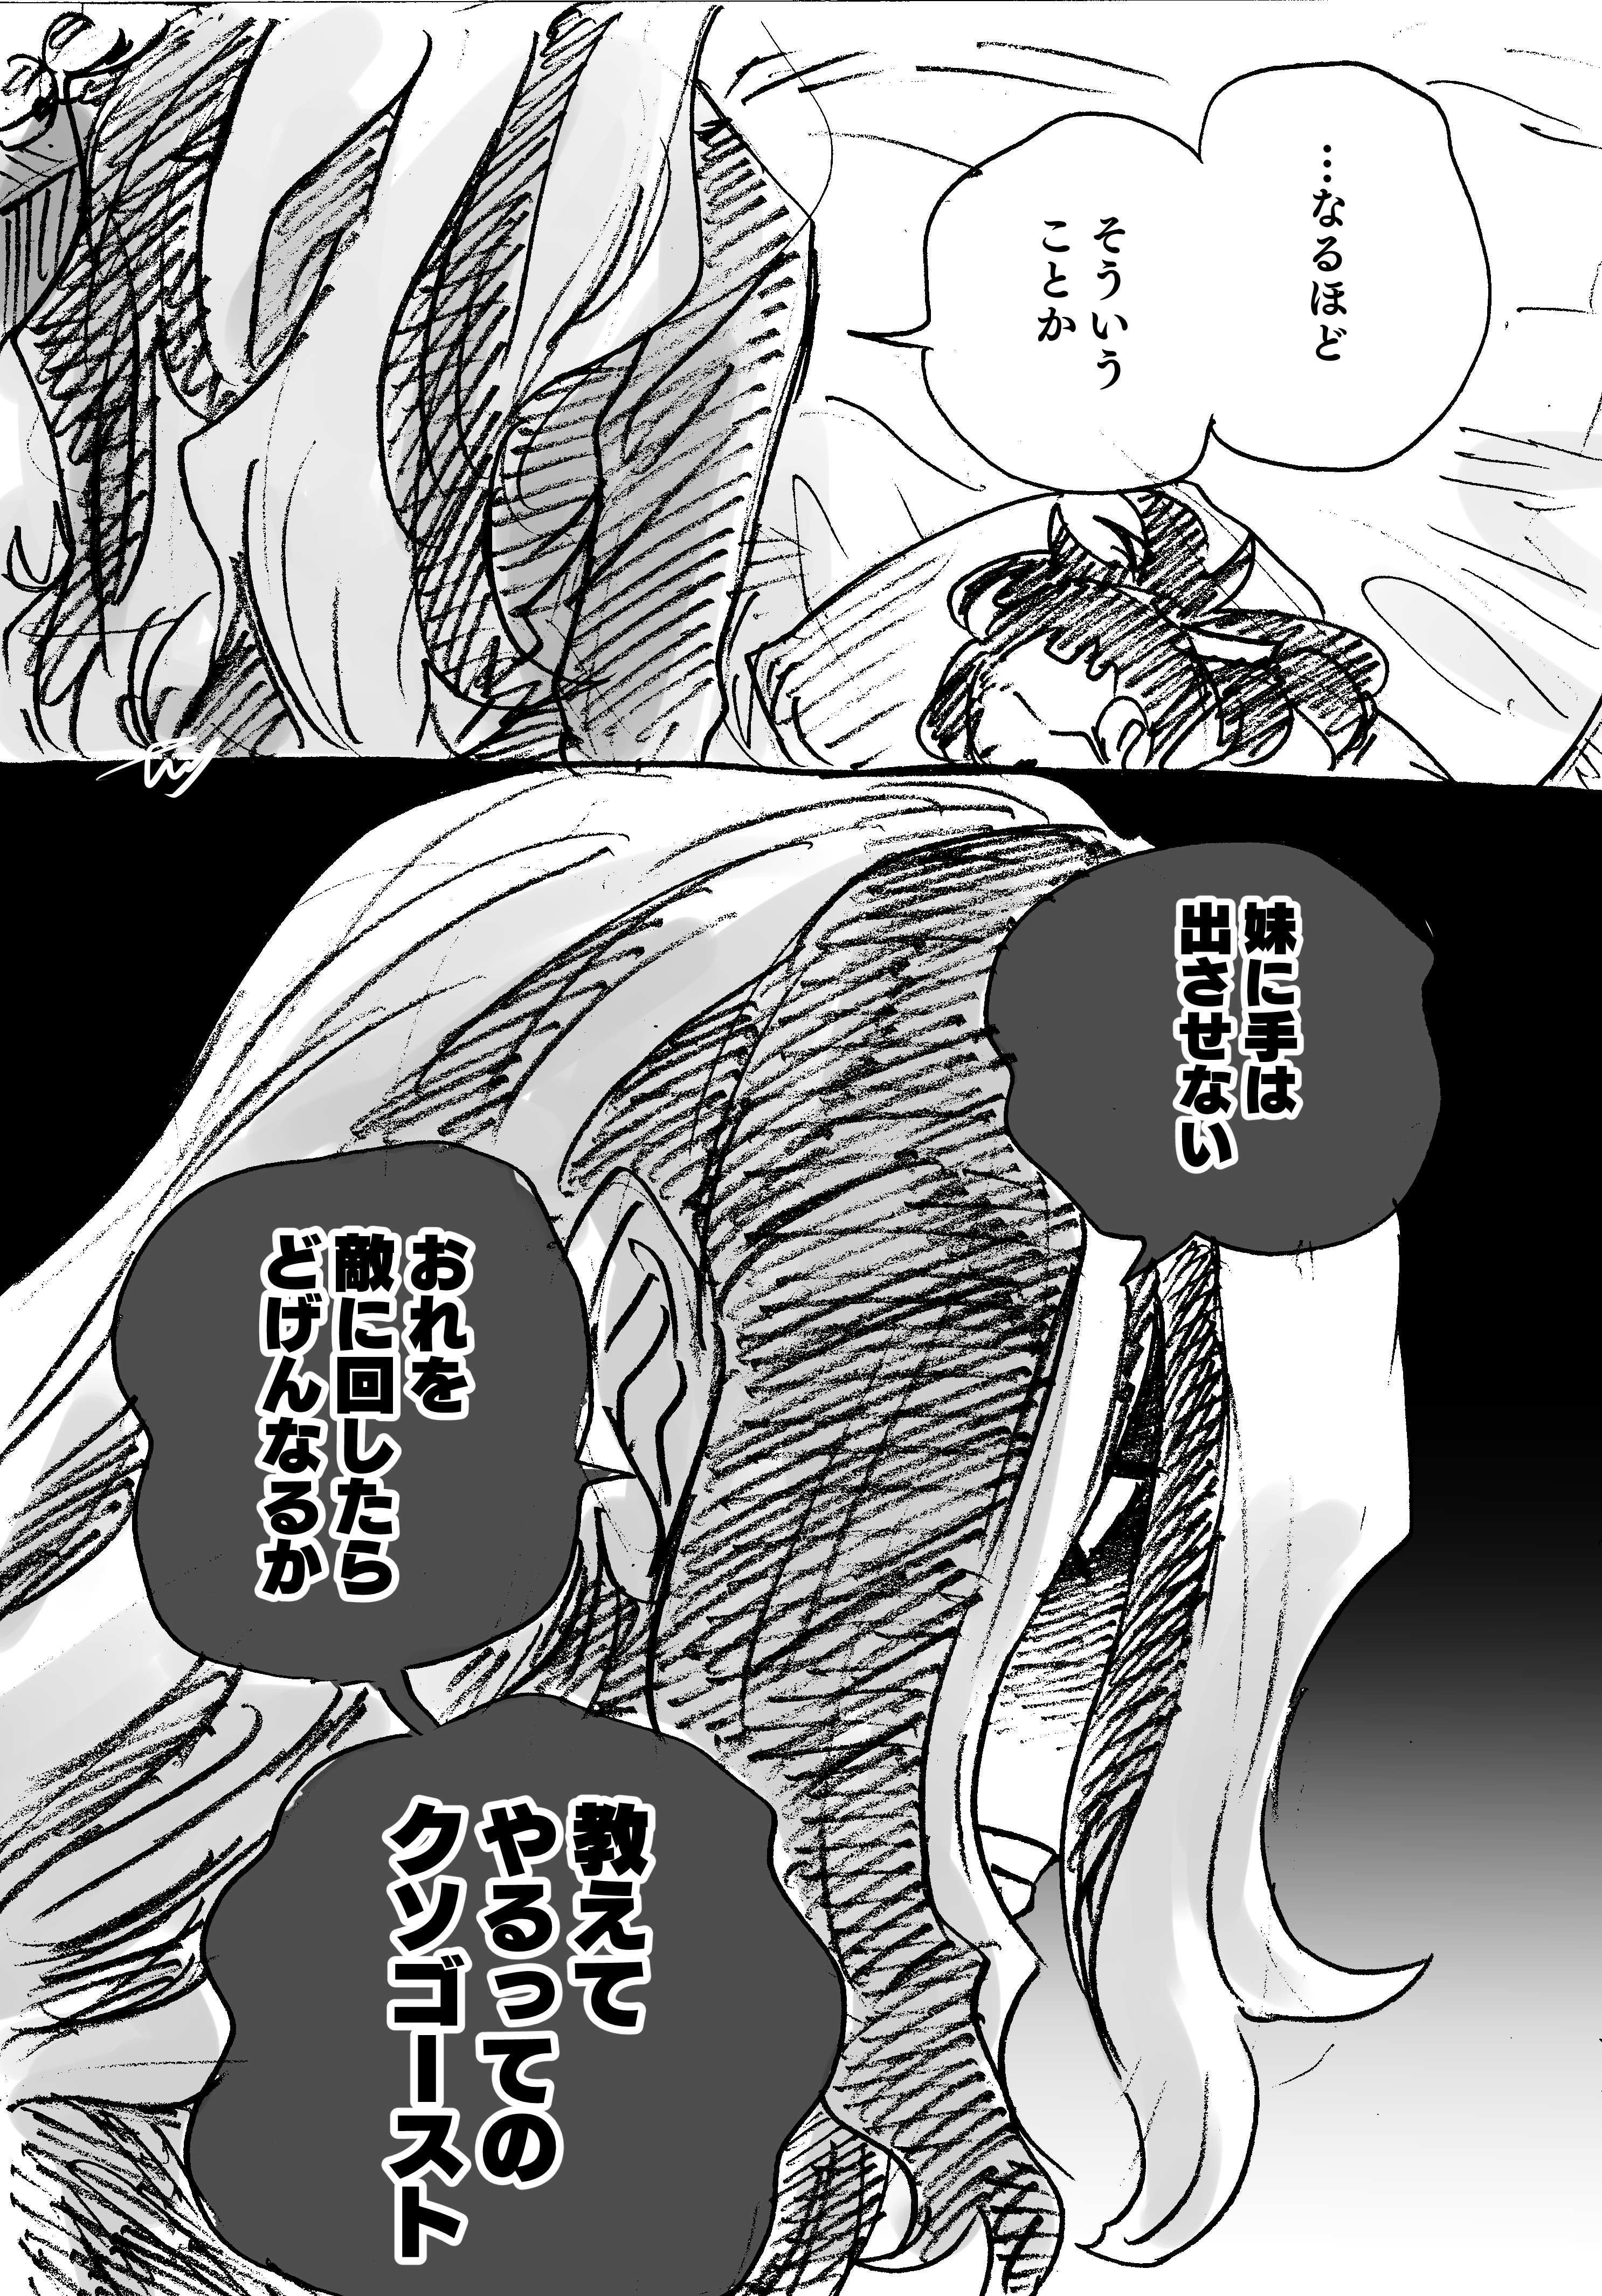 …なるほど
そういう
ことか
妹に手は
出させない
おれを
敵に回したら
どげんなるか
教えて
やるっての
クソゴースト